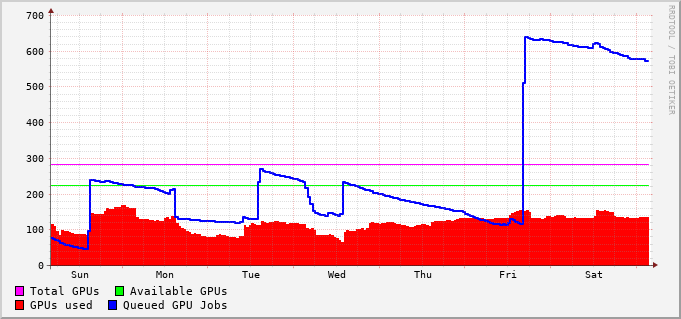 700
600
500
400
300
200
100
0
Sun Mon Tue Wed Thu Fri Sat
Total GPUs Available GPUs
GPUs used Queued GPU Jobs
RRDTOOL / TOBI OETIKER